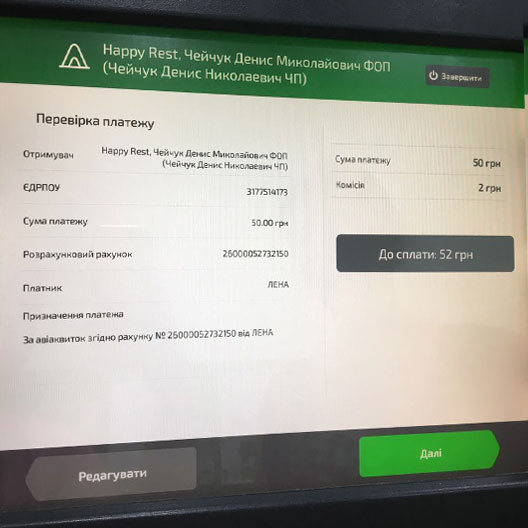 Happy Rest, Чейчук Денис Миколайович ФОП
(Чейчук Денис Николаевич ЧП)
Завершити
Перевірка платежу
Отримувач Happy Rest, Чейчук Денис Миколайович ФОП
(Чейчук Денис Николаевич ЧП)
ЄДРПОУ 3177514173
Сума платежу 50.00 грн
Розрахунковий рахунок 26000052732150
Платник ЛЕНА
Призначення платежа
За авіаквиток згідно рахунку № 26000052732150 від ЛЕНА
Сума платежу 50 грн
Комісія 2 грн
До сплати: 52 грн
Редагувати
Далі